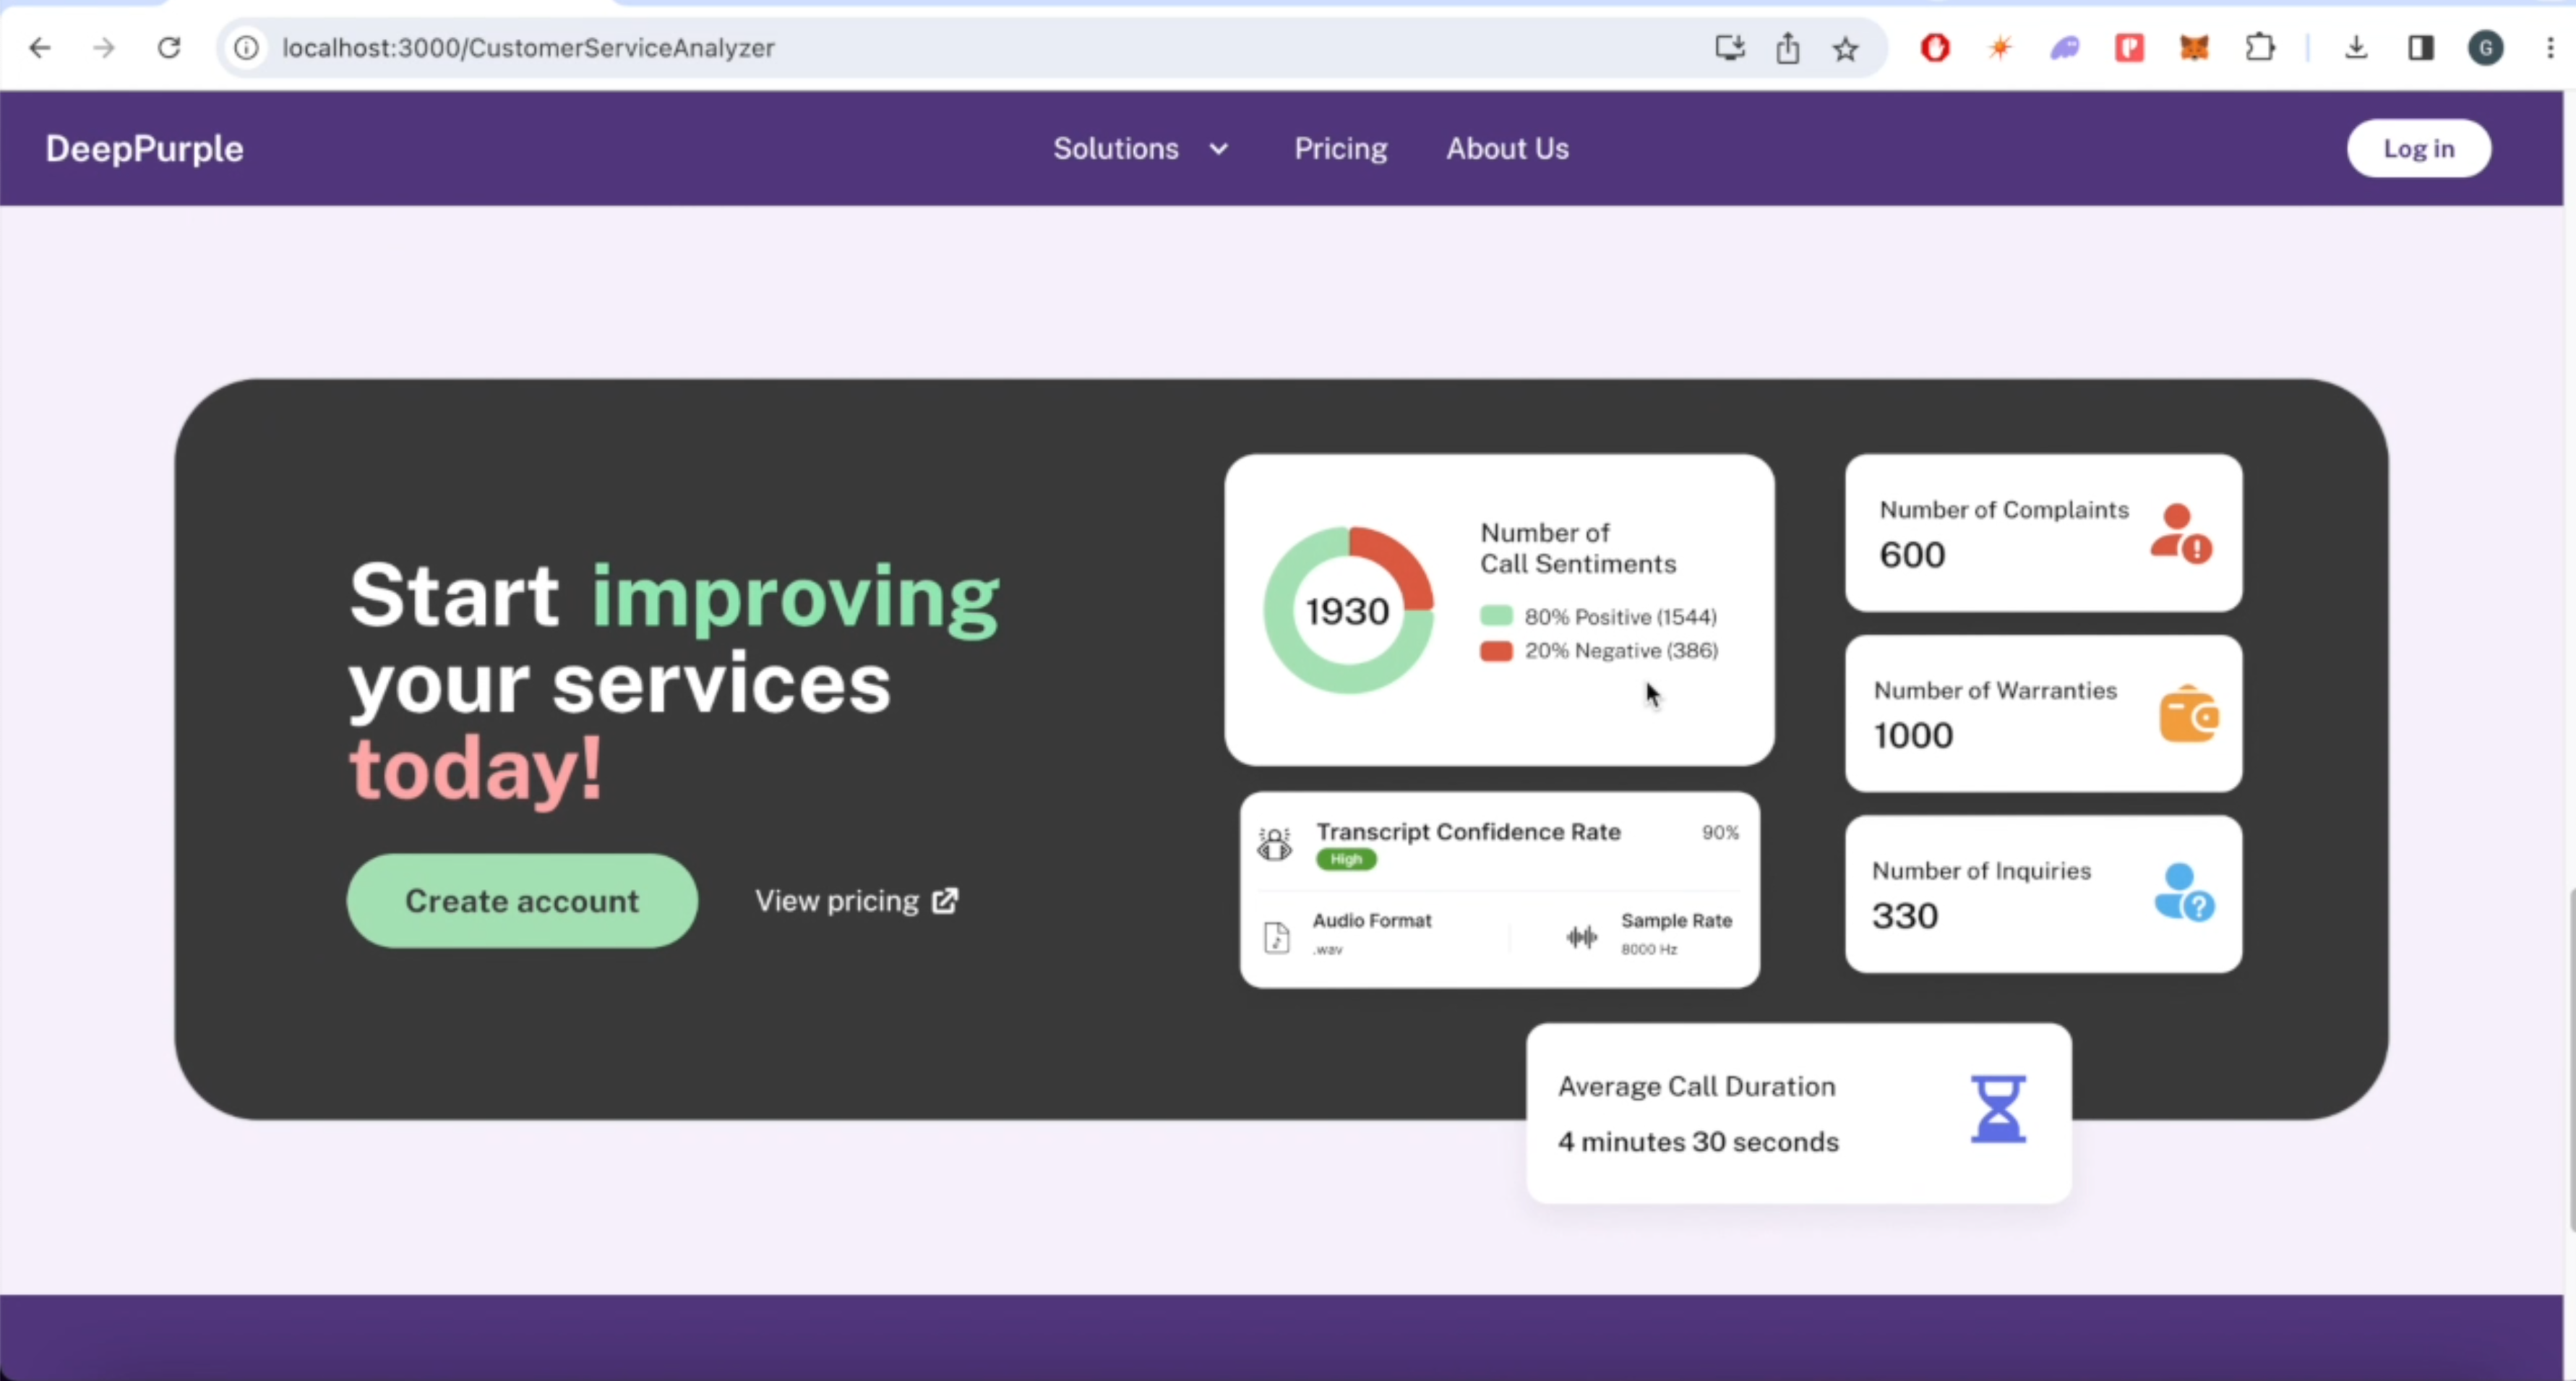 localhost:3000/CustomerServiceAnalyzer
G
DeepPurple
Solutions
Pricing
About Us
Log in
Start improving
your services
today!
Create account
View pricing
1930
Number of
Call Sentiments
80% Positive (1544)
20% Negative (386)
Transcript Confidence Rate
90%
High
Audio Format
.wav
Sample Rate
8000 Hz
Number of Complaints
600
Number of Warranties
1000
Number of Inquiries
330
Average Call Duration
4 minutes 30 seconds